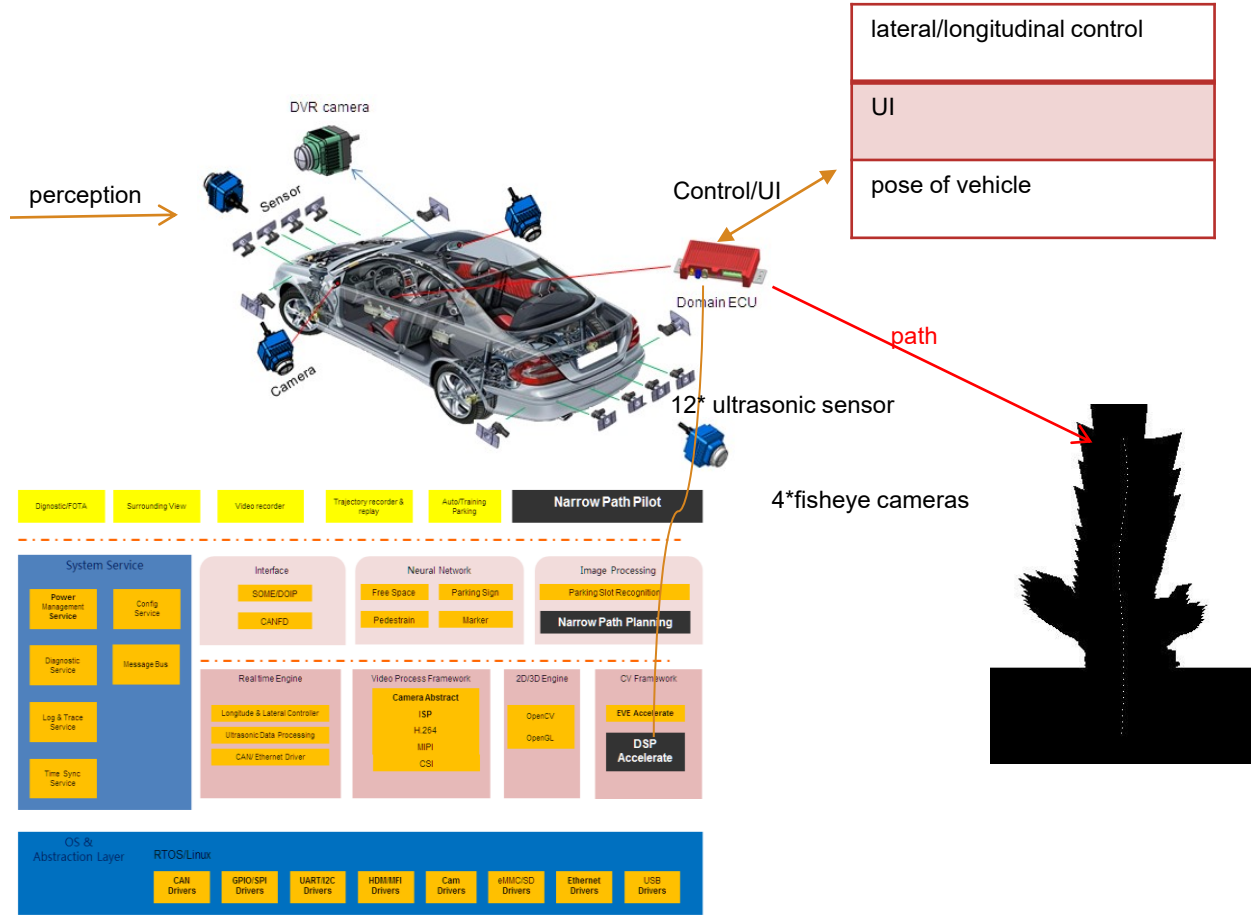 lateral/longitudinal control
UI
pose of vehicle
DVR camera
perception
Sensor
Control/UI
Domain ECU
Camera
path
12* ultrasonic sensor
4*fisheye cameras
Dignostic/FOTA
Surrounding View
Video recorder
Trajectory recorder &
replay
Auto/Training
Parking
Narrow Path Pilot
System Service
Power
Management
Service
Config
Service
Diagnostic
Service
Message Bus
Log & Trace
Service
Time Sync
Service
Interface
SOME/DOIP
CANFD
Neural Network
Free Space
Parking Sign
Pedestrain
Marker
Image Processing
Parking Slot Recognition
Narrow Path Planning
Realtime Engine
Longitude & Lateral Controller
Ultrasonic Data Processing
CAN/ Ethernet Driver
Video Process Framework
Camera Abstract
ISP
H.264
MIPI
CSI
2D/3D Engine
OpenCV
OpenGL
CV Framework
EVE Accelerate
DSP
Accelerate
OS &
Abstraction Layer
RTOS/Linux
CAN
Drivers
GPIO/SPI
Drivers
UART/I2C
Drivers
HDMI/MFI
Drivers
Cam
Drivers
eMMC/SD
Drivers
Ethernet
Drivers
USB
Drivers